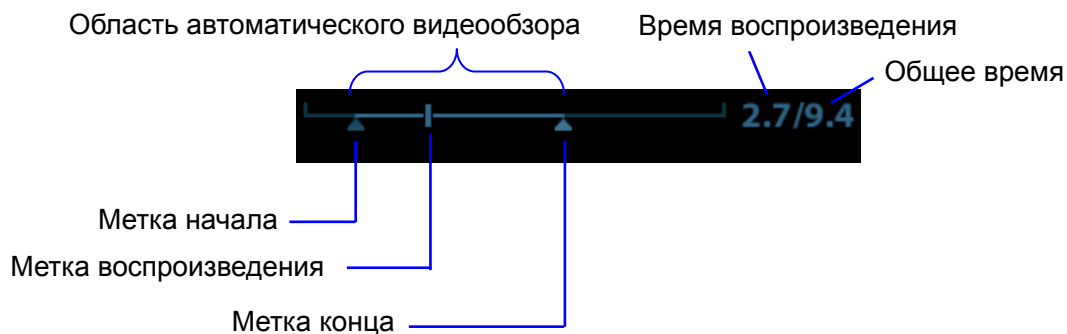 Область автоматического видеообзора
Время воспроизведения
Общее время
2.7/9.4
Метка начала
Метка воспроизведения
Метка конца